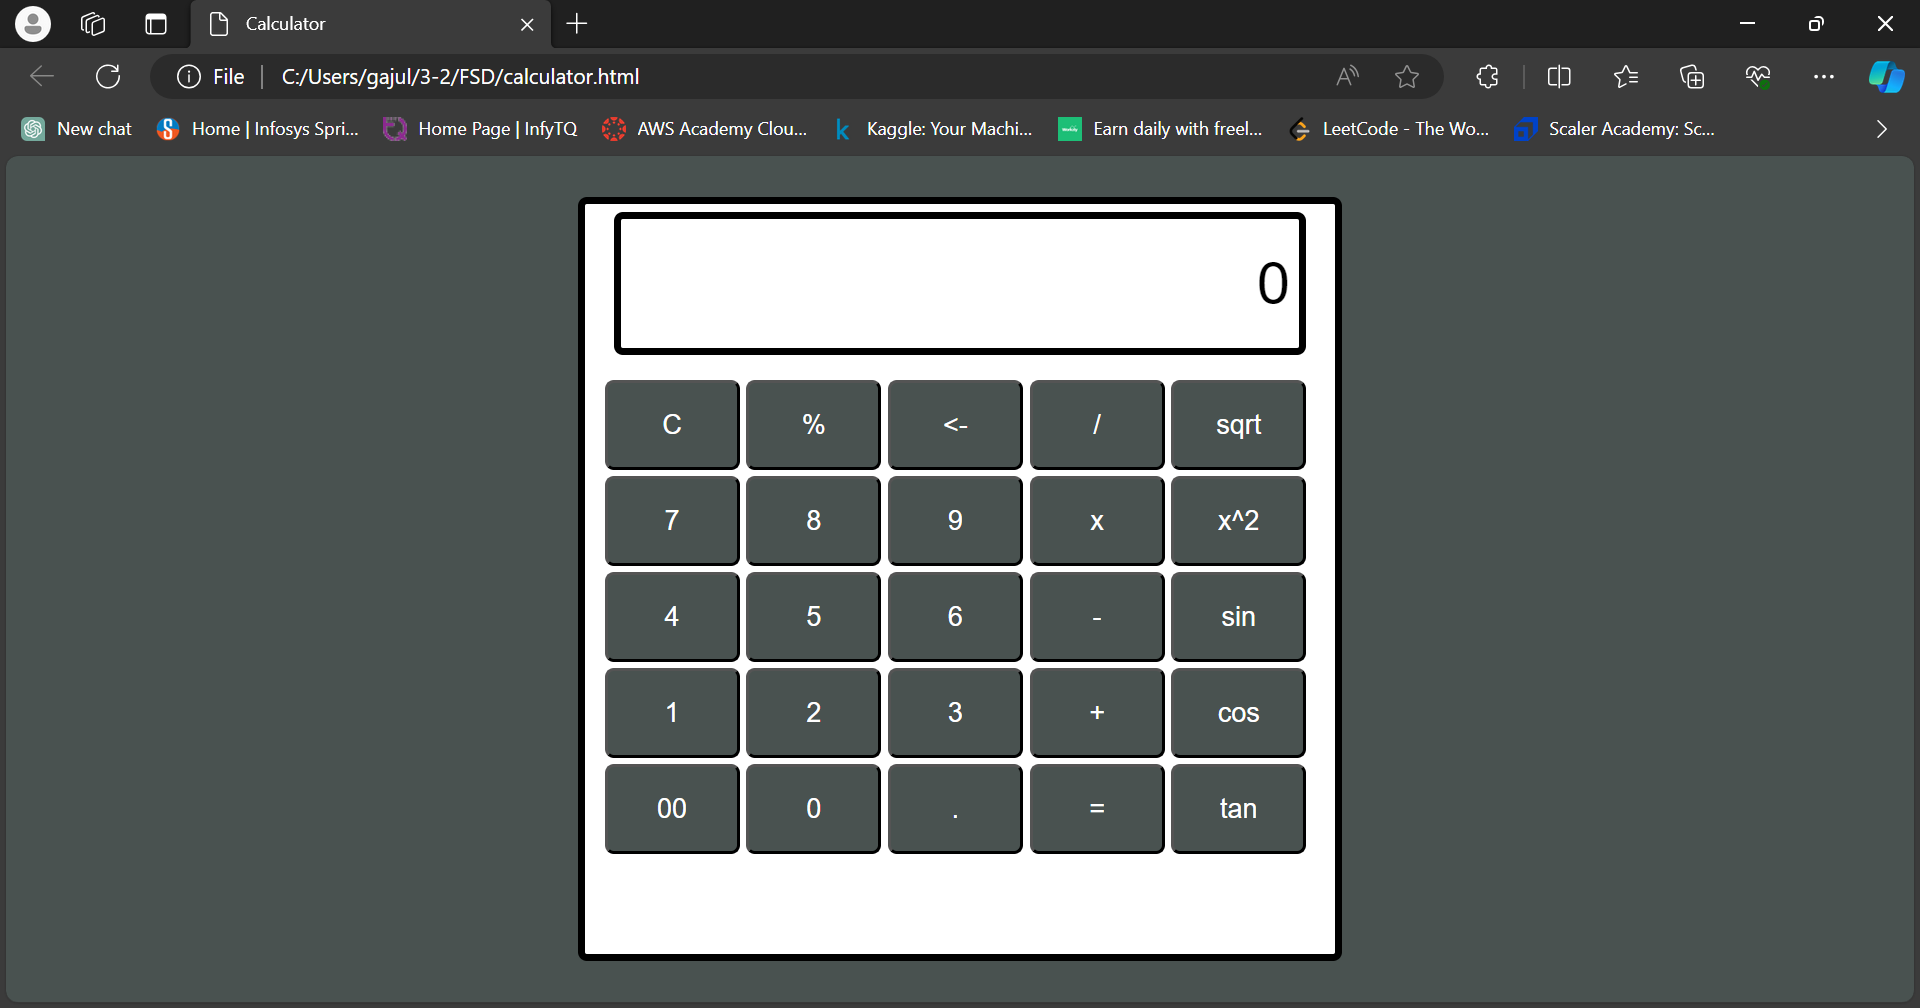 Calculator
File C:/Users/gajul/3-2/FSD/calculator.html
New chat Home | Infosys Spri... Home Page | InfyTQ AWS Academy Clou... Kaggle: Your Machi... Earn daily with freel... LeetCode - The Wo... Scaler Academy: Sc...
0
C % <- / sqrt
7 8 9 x x^2
4 5 6 - sin
1 2 3 + cos
00 0 . = tan